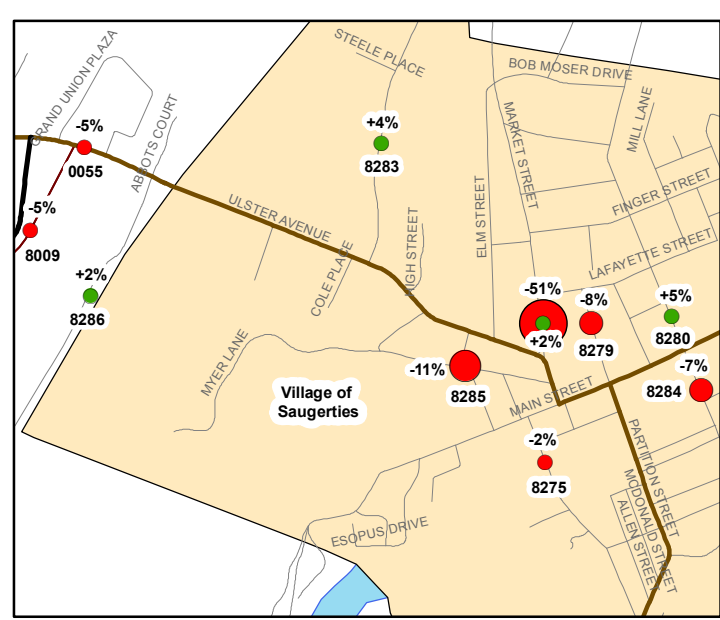 STEELE PLACE
BOB MOSER DRIVE
GRAND UNION PLAZA
-5%
0055
ABBOTS COURT
+4%
8283
MARKET STREET
MILL LANE
FINGER STREET
-5%
8009
ULSTER AVENUE
HIGH STREET
ELM STREET
LAFAYETTE STREET
+2%
8286
COLE PLACE
-51%
+2%
-8%
8279
+5%
8280
MYER LANE
-11%
8285
-7%
8284
Village of
Saugerties
MAIN STREET
-2%
8275
PARTITION STREET
MCDONALD STREET
ALLEN STREET
ESOPUS DRIVE